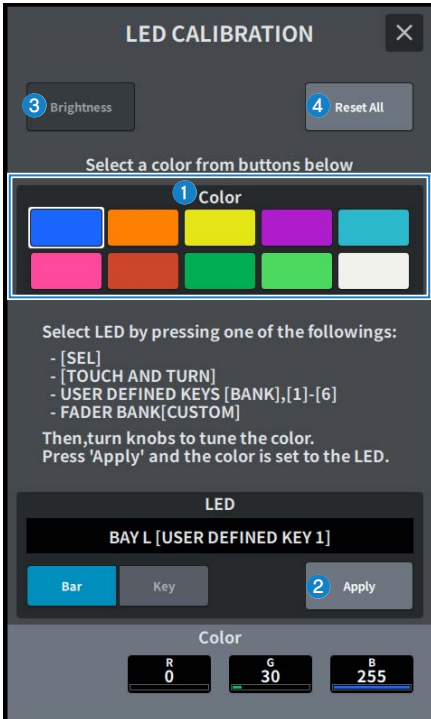 LED CALIBRATION
3 Brightness
4 Reset All
Select a color from buttons below
1 Color
Select LED by pressing one of the followings:
- [SEL]
- [TOUCH AND TURN]
- USER DEFINED KEYS [BANK],[1]-[6]
- FADER BANK[CUSTOM]
Then,turn knobs to tune the color.
Press 'Apply' and the color is set to the LED.
LED
BAY L [USER DEFINED KEY 1]
Bar Key 2 Apply
Color
R G B
0 30 255